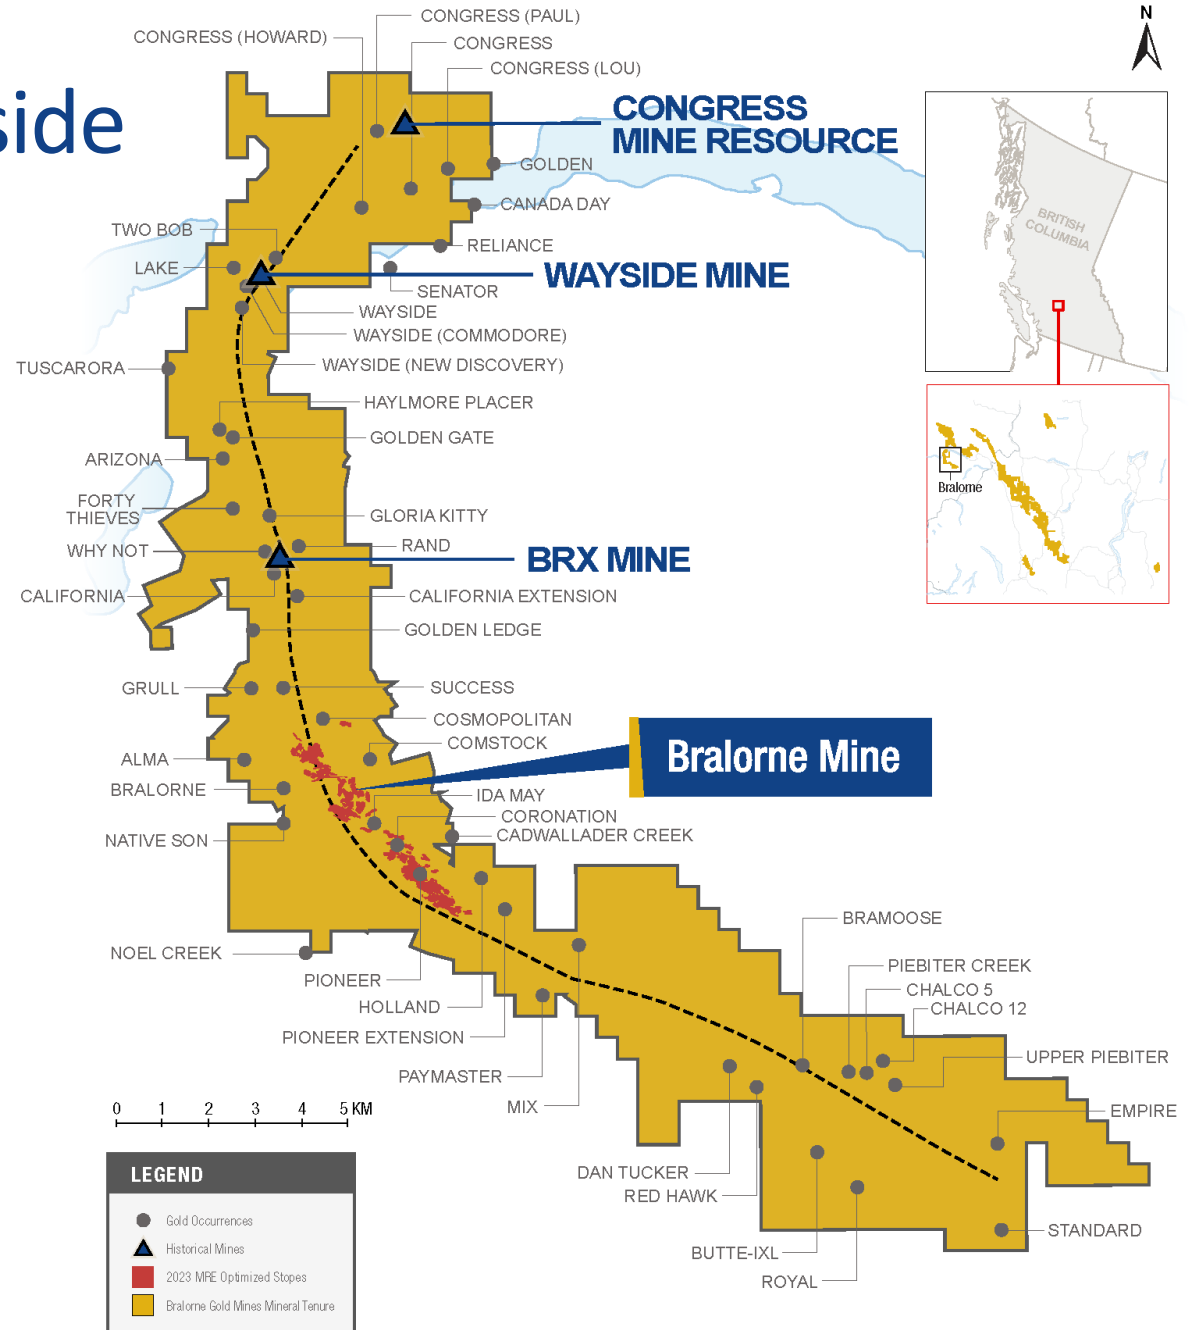 side
N
CONGRESS (PAUL)
CONGRESS (HOWARD)
CONGRESS
CONGRESS (LOU)
CONGRESS
MINE RESOURCE
GOLDEN
CANADA DAY
TWO BOB
RELIANCE
LAKE
WAYSIDE MINE
SENATOR
WAYSIDE
WAYSIDE (COMMODORE)
TUSCARORA
WAYSIDE (NEW DISCOVERY)
HAYLMORE PLACER
GOLDEN GATE
ARIZONA
FORTY
THIEVES
GLORIA KITTY
WHY NOT
RAND
BRX MINE
CALIFORNIA
CALIFORNIA EXTENSION
GOLDEN LEDGE
GRULL
SUCCESS
COSMOPOLITAN
COMSTOCK
ALMA
Bralorne Mine
BRALORNE
IDA MAY
CORONATION
CADWALLADER CREEK
NATIVE SON
BRAMOOSE
NOEL CREEK
PIONEER
PIEBITER CREEK
CHALCO 5
HOLLAND
CHALCO 12
PIONEER EXTENSION
UPPER PIEBITER
PAYMASTER
MIX
EMPIRE
DAN TUCKER
RED HAWK
STANDARD
BUTTE-IXL
ROYAL
BRITISH
COLUMBIA
Bralorne
0 1 2 3 4 5 KM
LEGEND
Gold Occurrences
Historical Mines
2023 MRE Optimized Stopes
Bralorne Gold Mines Mineral Tenure